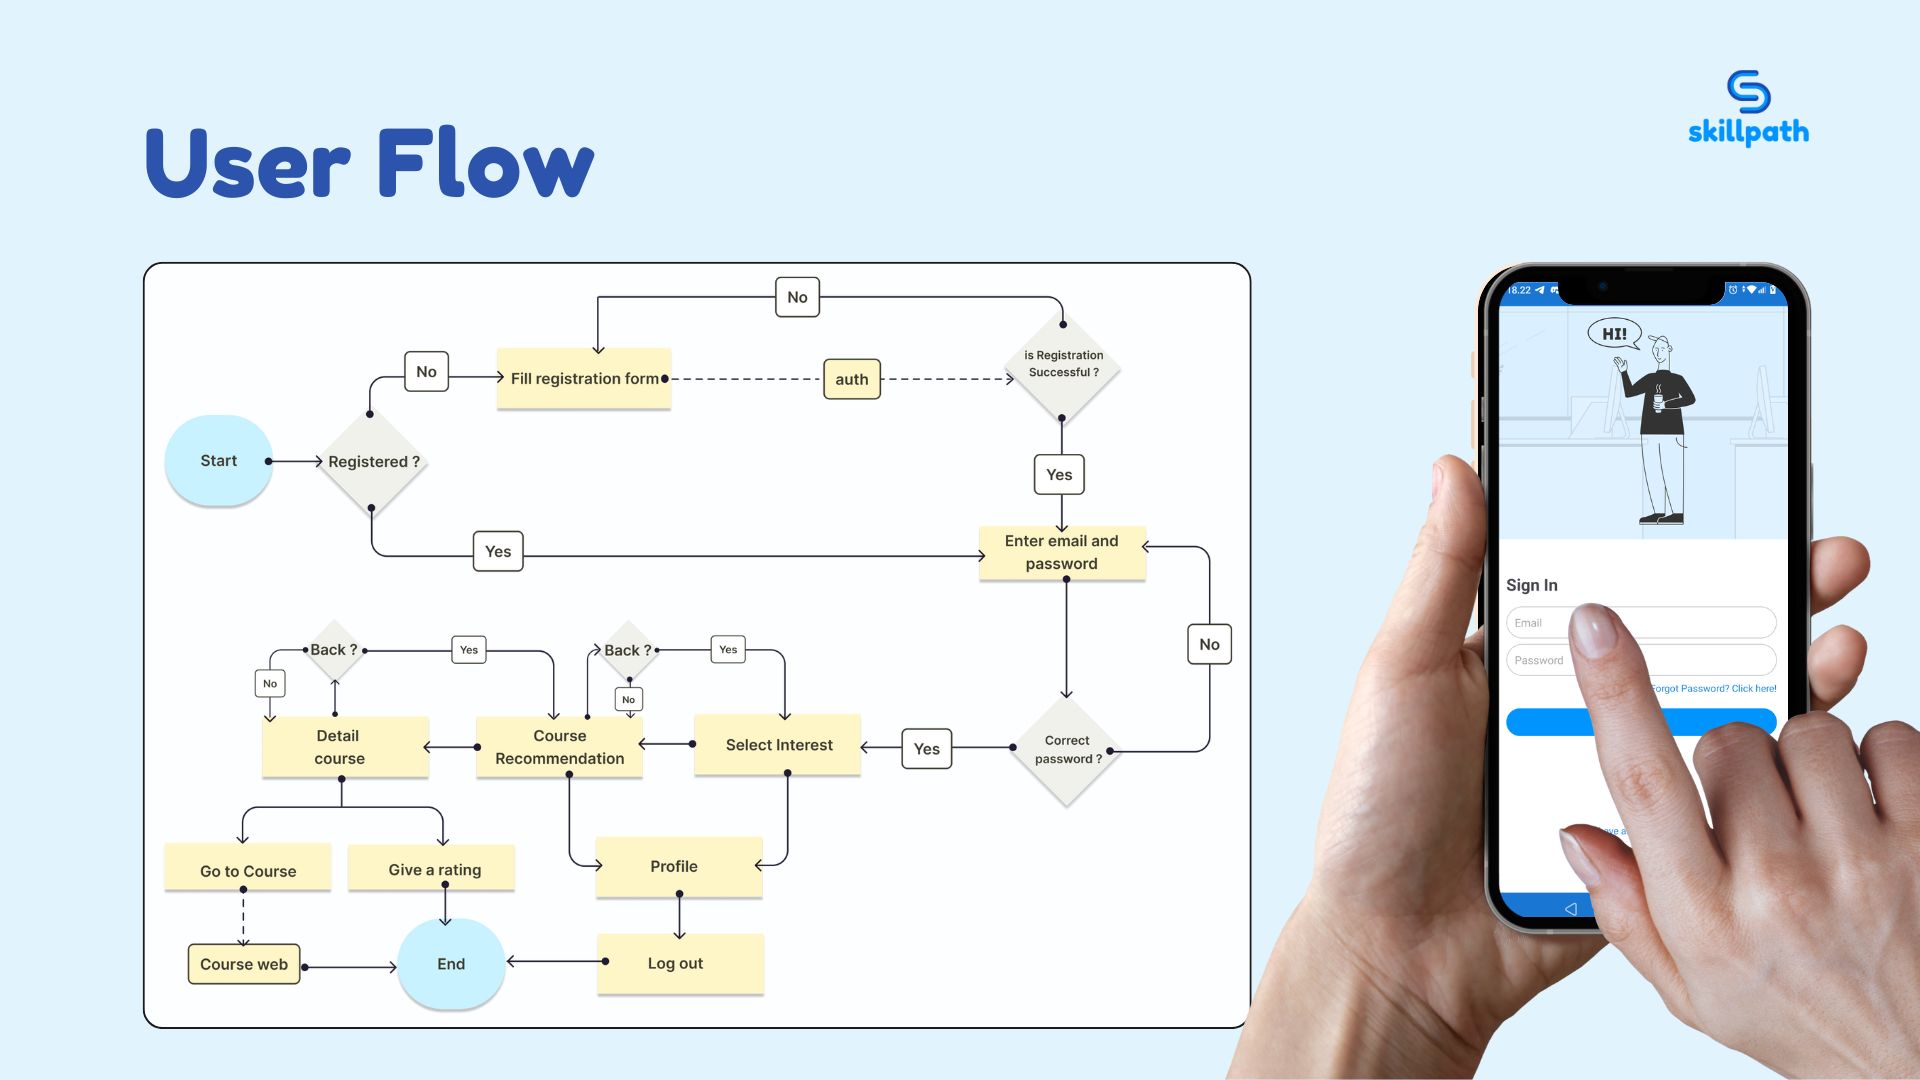 skillpath
User Flow
No
is Registration
Successful ?
No
Fill registration form
auth
Start
Registered ?
Yes
Yes
Enter email and
password
Back ?
Yes
Back ?
Yes
No
No
No
Detail
course
Course
Recommendation
Select Interest
Yes
Correct
password ?
Go to Course
Give a rating
Profile
Course web
End
Log out
18.22
HI!
Sign In
Email
Password
Forgot Password? Click here!